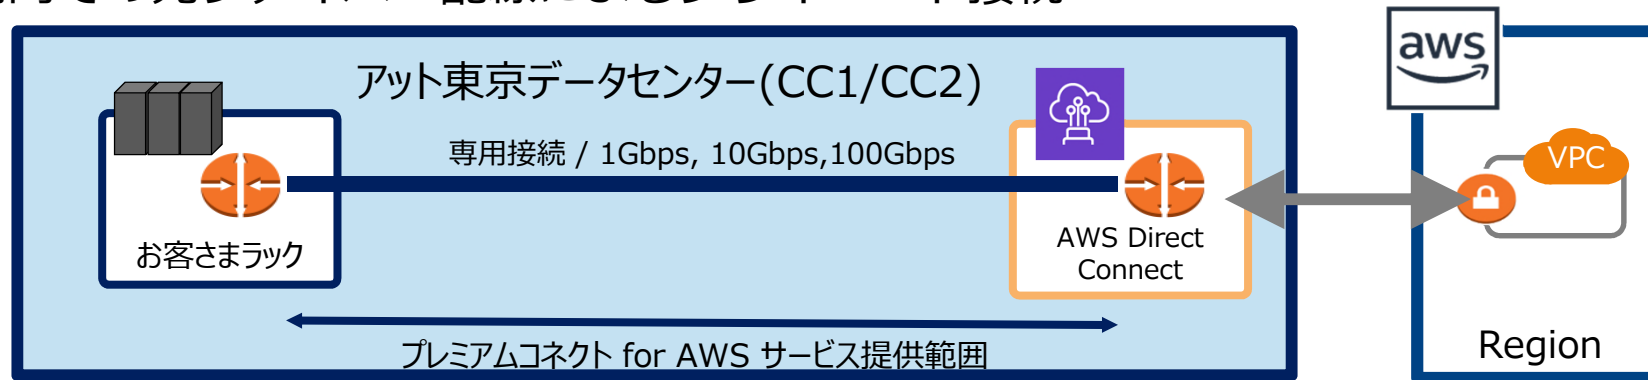 アット東京データセンター(CC1/CC2)
専用接続 / 1Gbps, 10Gbps,100Gbps
お客さまラック
AWS Direct
Connect
プレミアムコネクト for AWS サービス提供範囲
aws
VPC
Region